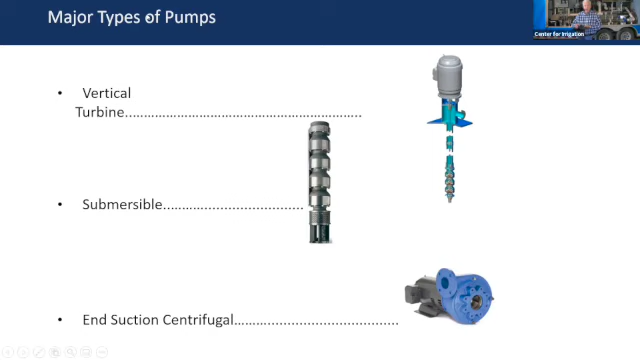 Major Types of Pumps
Center for Irrigation
• Vertical
Turbine................................................................
• Submersible....................................
• End Suction Centrifugal..........................................